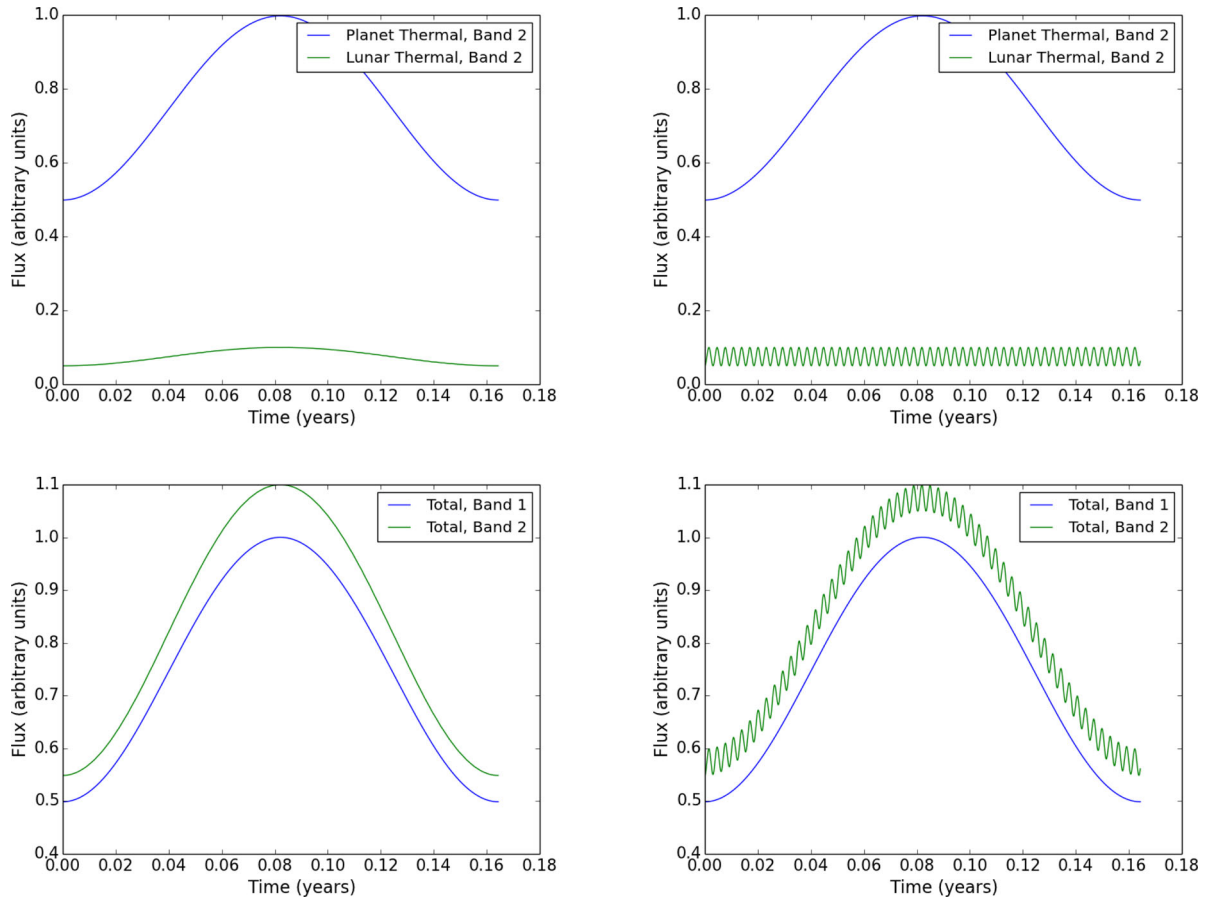 1.0
0.8
0.6
0.4
0.2
0.0
Flux (arbitrary units)
Planet Thermal, Band 2
Lunar Thermal, Band 2
0.00 0.02 0.04 0.06 0.08 0.10 0.12 0.14 0.16 0.18
Time (years)
1.0
0.8
0.6
0.4
0.2
0.0
Flux (arbitrary units)
Planet Thermal, Band 2
Lunar Thermal, Band 2
0.00 0.02 0.04 0.06 0.08 0.10 0.12 0.14 0.16 0.18
Time (years)
1.1
1.0
0.9
0.8
0.7
0.6
0.5
0.4
Flux (arbitrary units)
Total, Band 1
Total, Band 2
0.00 0.02 0.04 0.06 0.08 0.10 0.12 0.14 0.16 0.18
Time (years)
1.1
1.0
0.9
0.8
0.7
0.6
0.5
0.4
Flux (arbitrary units)
Total, Band 1
Total, Band 2
0.00 0.02 0.04 0.06 0.08 0.10 0.12 0.14 0.16 0.18
Time (years)